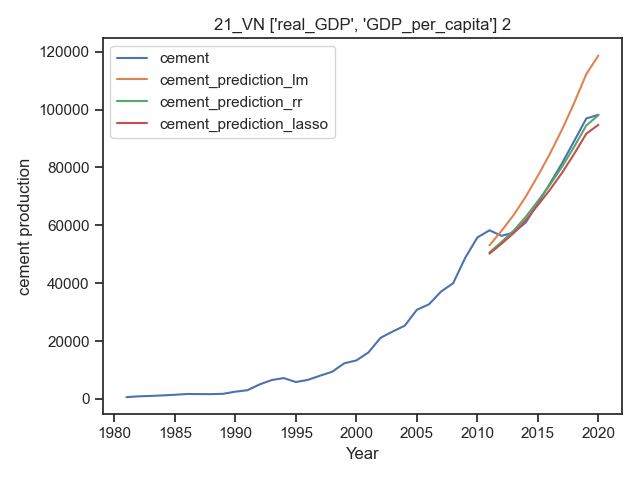 21_VN ['real_GDP', 'GDP_per_capita'] 2
120000
100000
80000
60000
40000
20000
0
cement production
cement
cement_prediction_lm
cement_prediction_rr
cement_prediction_lasso
1980 1985 1990 1995 2000 2005 2010 2015 2020
Year